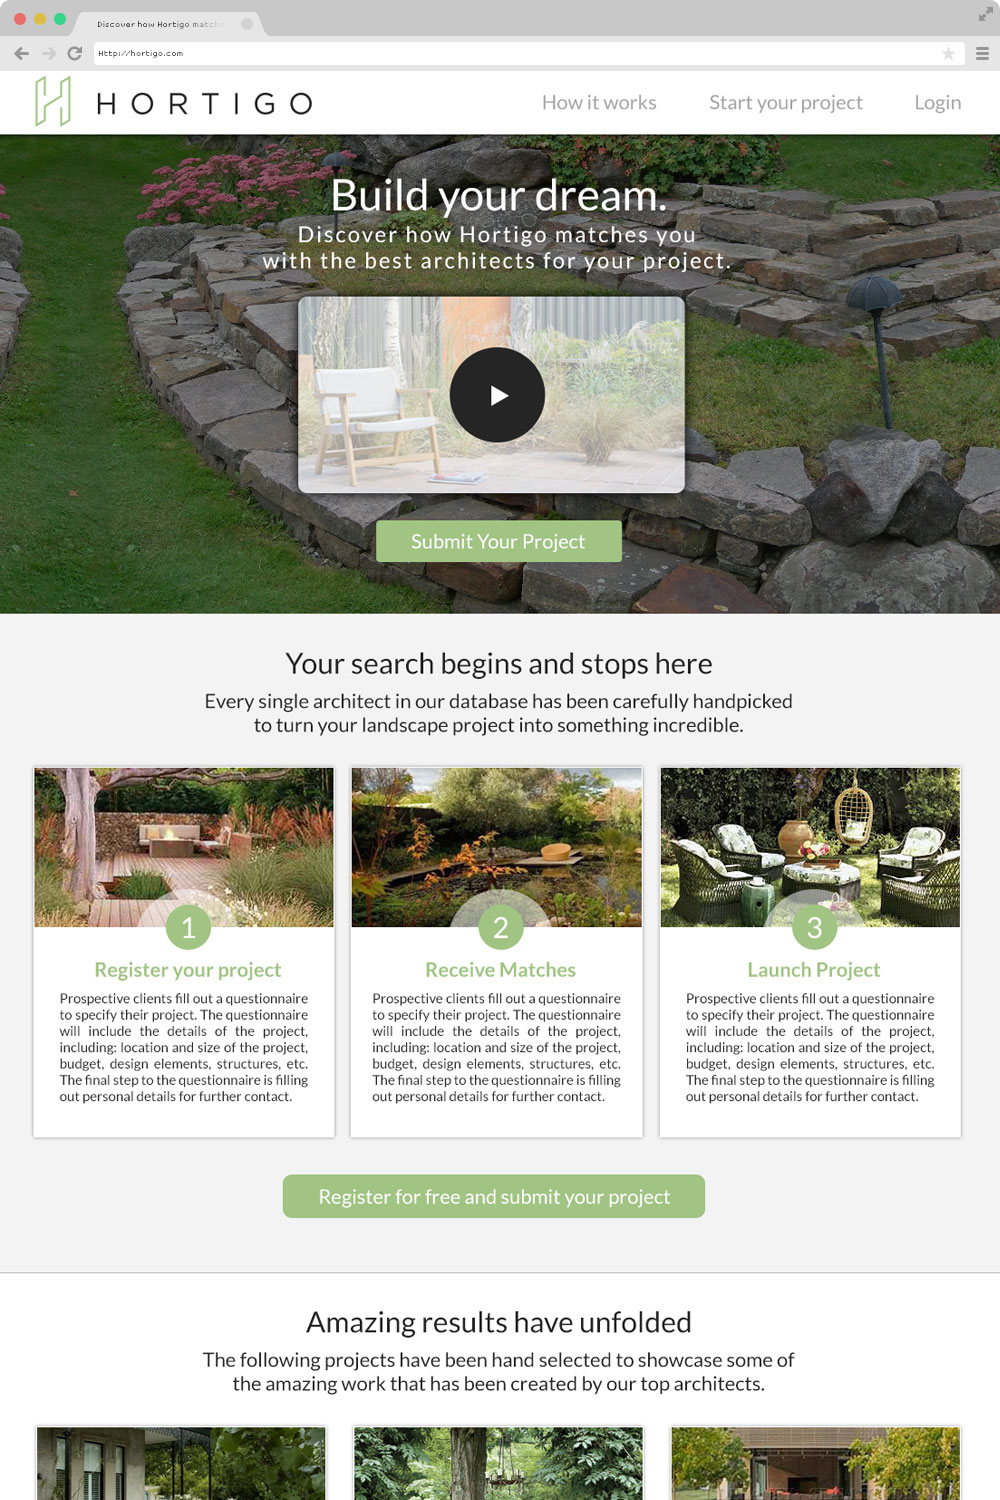 Discover how Hortigo match
Http://hortigo.com
HORTIGO
How it works
Start your project
Login
Build your dream.
Discover how Hortigo matches you
with the best architects for your project.
Submit Your Project
Your search begins and stops here
Every single architect in our database has been carefully handpicked
to turn your landscape project into something incredible.
1
Register your project
Prospective clients fill out a questionnaire
to specify their project. The questionnaire
will include the details of the project,
including: location and size of the project,
budget, design elements, structures, etc.
The final step to the questionnaire is filling
out personal details for further contact.
2
Receive Matches
Prospective clients fill out a questionnaire
to specify their project. The questionnaire
will include the details of the project,
including: location and size of the project,
budget, design elements, structures, etc.
The final step to the questionnaire is filling
out personal details for further contact.
3
Launch Project
Prospective clients fill out a questionnaire
to specify their project. The questionnaire
will include the details of the project,
including: location and size of the project,
budget, design elements, structures, etc.
The final step to the questionnaire is filling
out personal details for further contact.
Register for free and submit your project
Amazing results have unfolded
The following projects have been hand selected to showcase some of
the amazing work that has been created by our top architects.